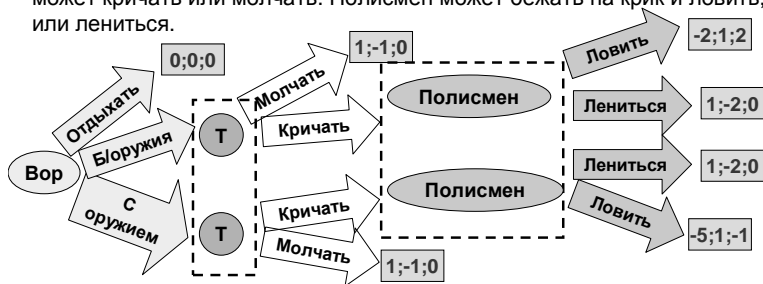 может кричать или молчать. Полисмен может бежать на крик и ловить,
или лениться.
Ловить
-2;1;2
1;-1;0
0;0;0
Молчать
Отдыхать
Полисмен
Лениться
1;-2;0
Б/оружия
Т
Кричать
Вор
Лениться
1;-2;0
Полисмен
С
оружием
Кричать
Ловить
Т
-5;1;-1
Молчать
1;-1;0